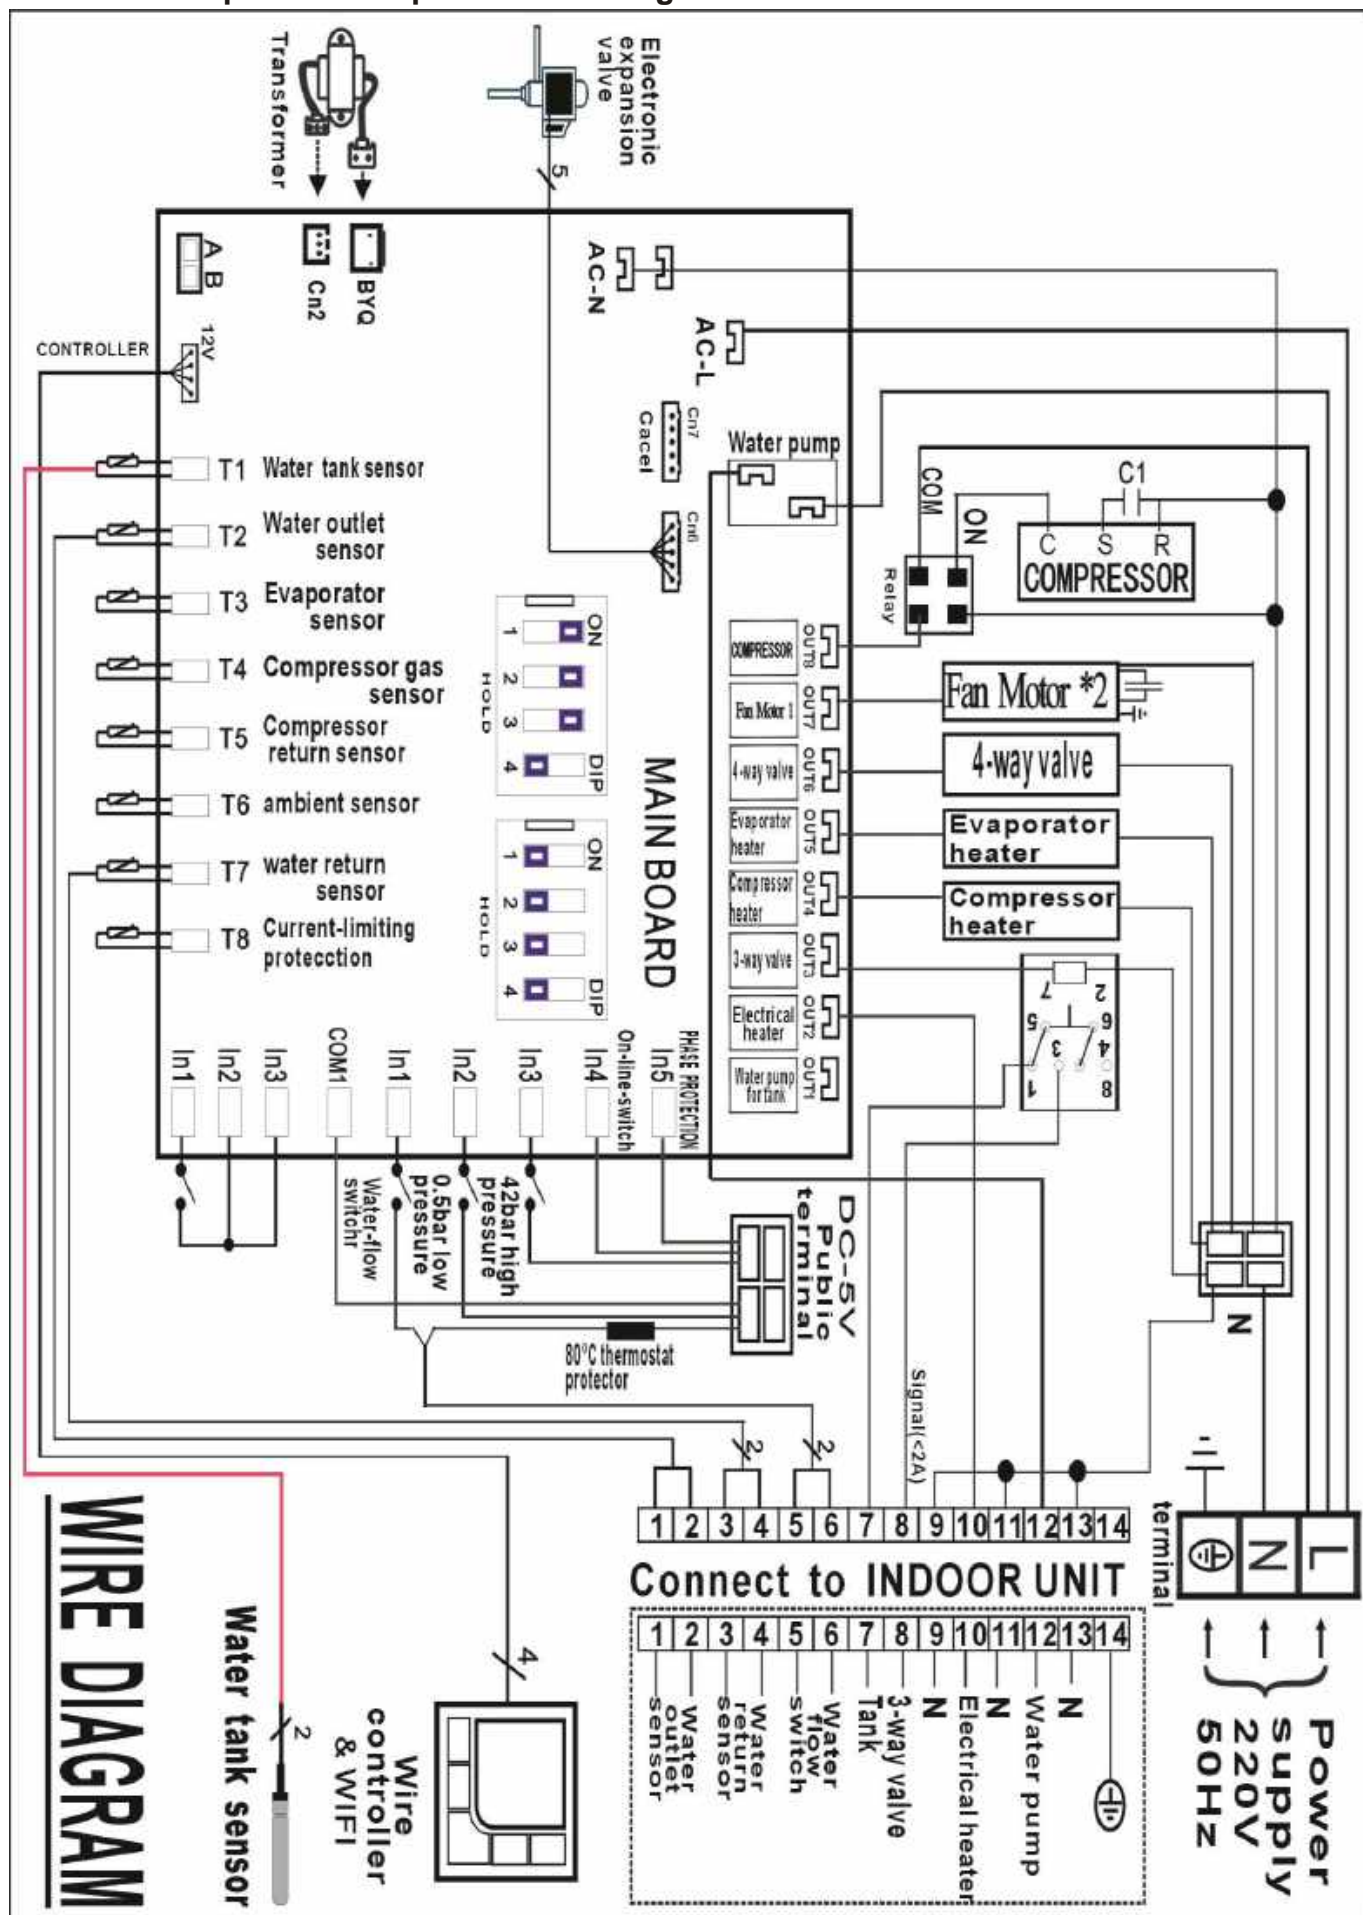 Transformer
Electronic
expansion
valve
5
A B
Cn2
BYQ
AC-N
AC-L
CONTROLLER
12V
Cn7
Cacel
Cn6
Water pump
COM
ON
Relay
C1
C S R
COMPRESSOR
T1 Water tank sensor
T2 Water outlet
sensor
T3 Evaporator
sensor
T4 Compressor gas
sensor
T5 Compressor
return sensor
T6 ambient sensor
T7 water return
sensor
T8 Current-limiting
protecction
ON
1
2
3
4
HOLD
DIP
ON
1
2
3
4
HOLD
DIP
MAIN BOARD
COMPRESSOR
OUT8
Fan Motor 1
OUT7
4-way valve
OUT6
Evaporator
heater
OUT5
Compressor
heater
OUT4
3-way valve
OUT3
Electrical
heater
OUT2
Water pump
for tank
OUT1
Fan Motor *2
4-way valve
Evaporator
heater
Compressor
heater
7 2
5 6
3 4
1 8
In1
In2
In3
COM1
In1
In2
In3
In4
On-line-switch
In5
PHASE PROTECTION
Water-flow
switchr
0.5bar low
pressure
42bar high
pressure
DC-5V
Public
terminal
80°C thermostat
protector
N
Signal(<2A)
2
2
1 2 3 4 5 6 7 8 9 10 11 12 13 14
Connect to INDOOR UNIT
1 2 3 4 5 6 7 8 9 10 11 12 13 14
Water
outlet
sensor
Water
return
sensor
Water
flow
switch
Tank
3-way valve
N
Electrical heater
N
Water pump
N
terminal
N
L
Power
supply
220V
50Hz
4
Wire
controller
& WIFI
2
Water tank sensor
WIRE DIAGRAM